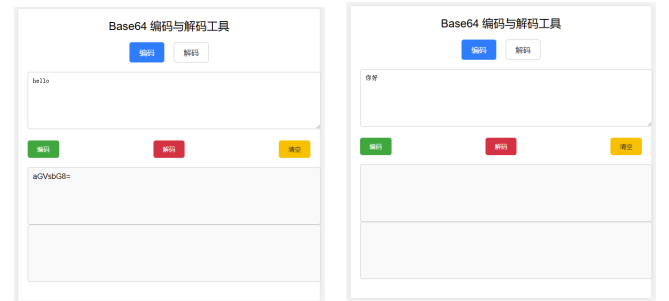 Base64 编码与解码工具
编码 解码
hello
编码 解码 清空
aGVsbG8=
Base64 编码与解码工具
编码 解码
你好
编码 解码 清空